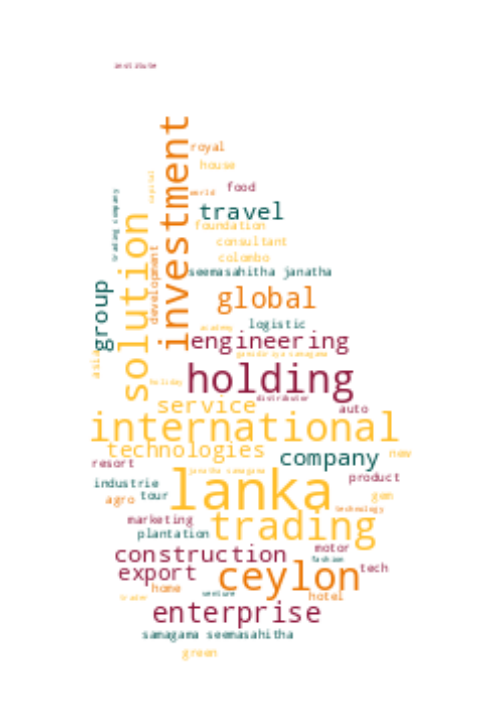 institute
investment
royal
house
capital
world
food
trading company
travel
solution
foundation
consultant
development
colombo
seemasahitha janatha
group
global
academy
logistic
engineering
asia
holding
holiday
distributor
service
auto
international
technologies
company
new
resort
janatha samagama
product
industrie
lanka
agro
tour
gem
technology
marketing
trading
plantation
construction
motor
fashion
export
ceylon
tech
home
venture
hotel
trader
enterprise
samagama seemasahitha
green